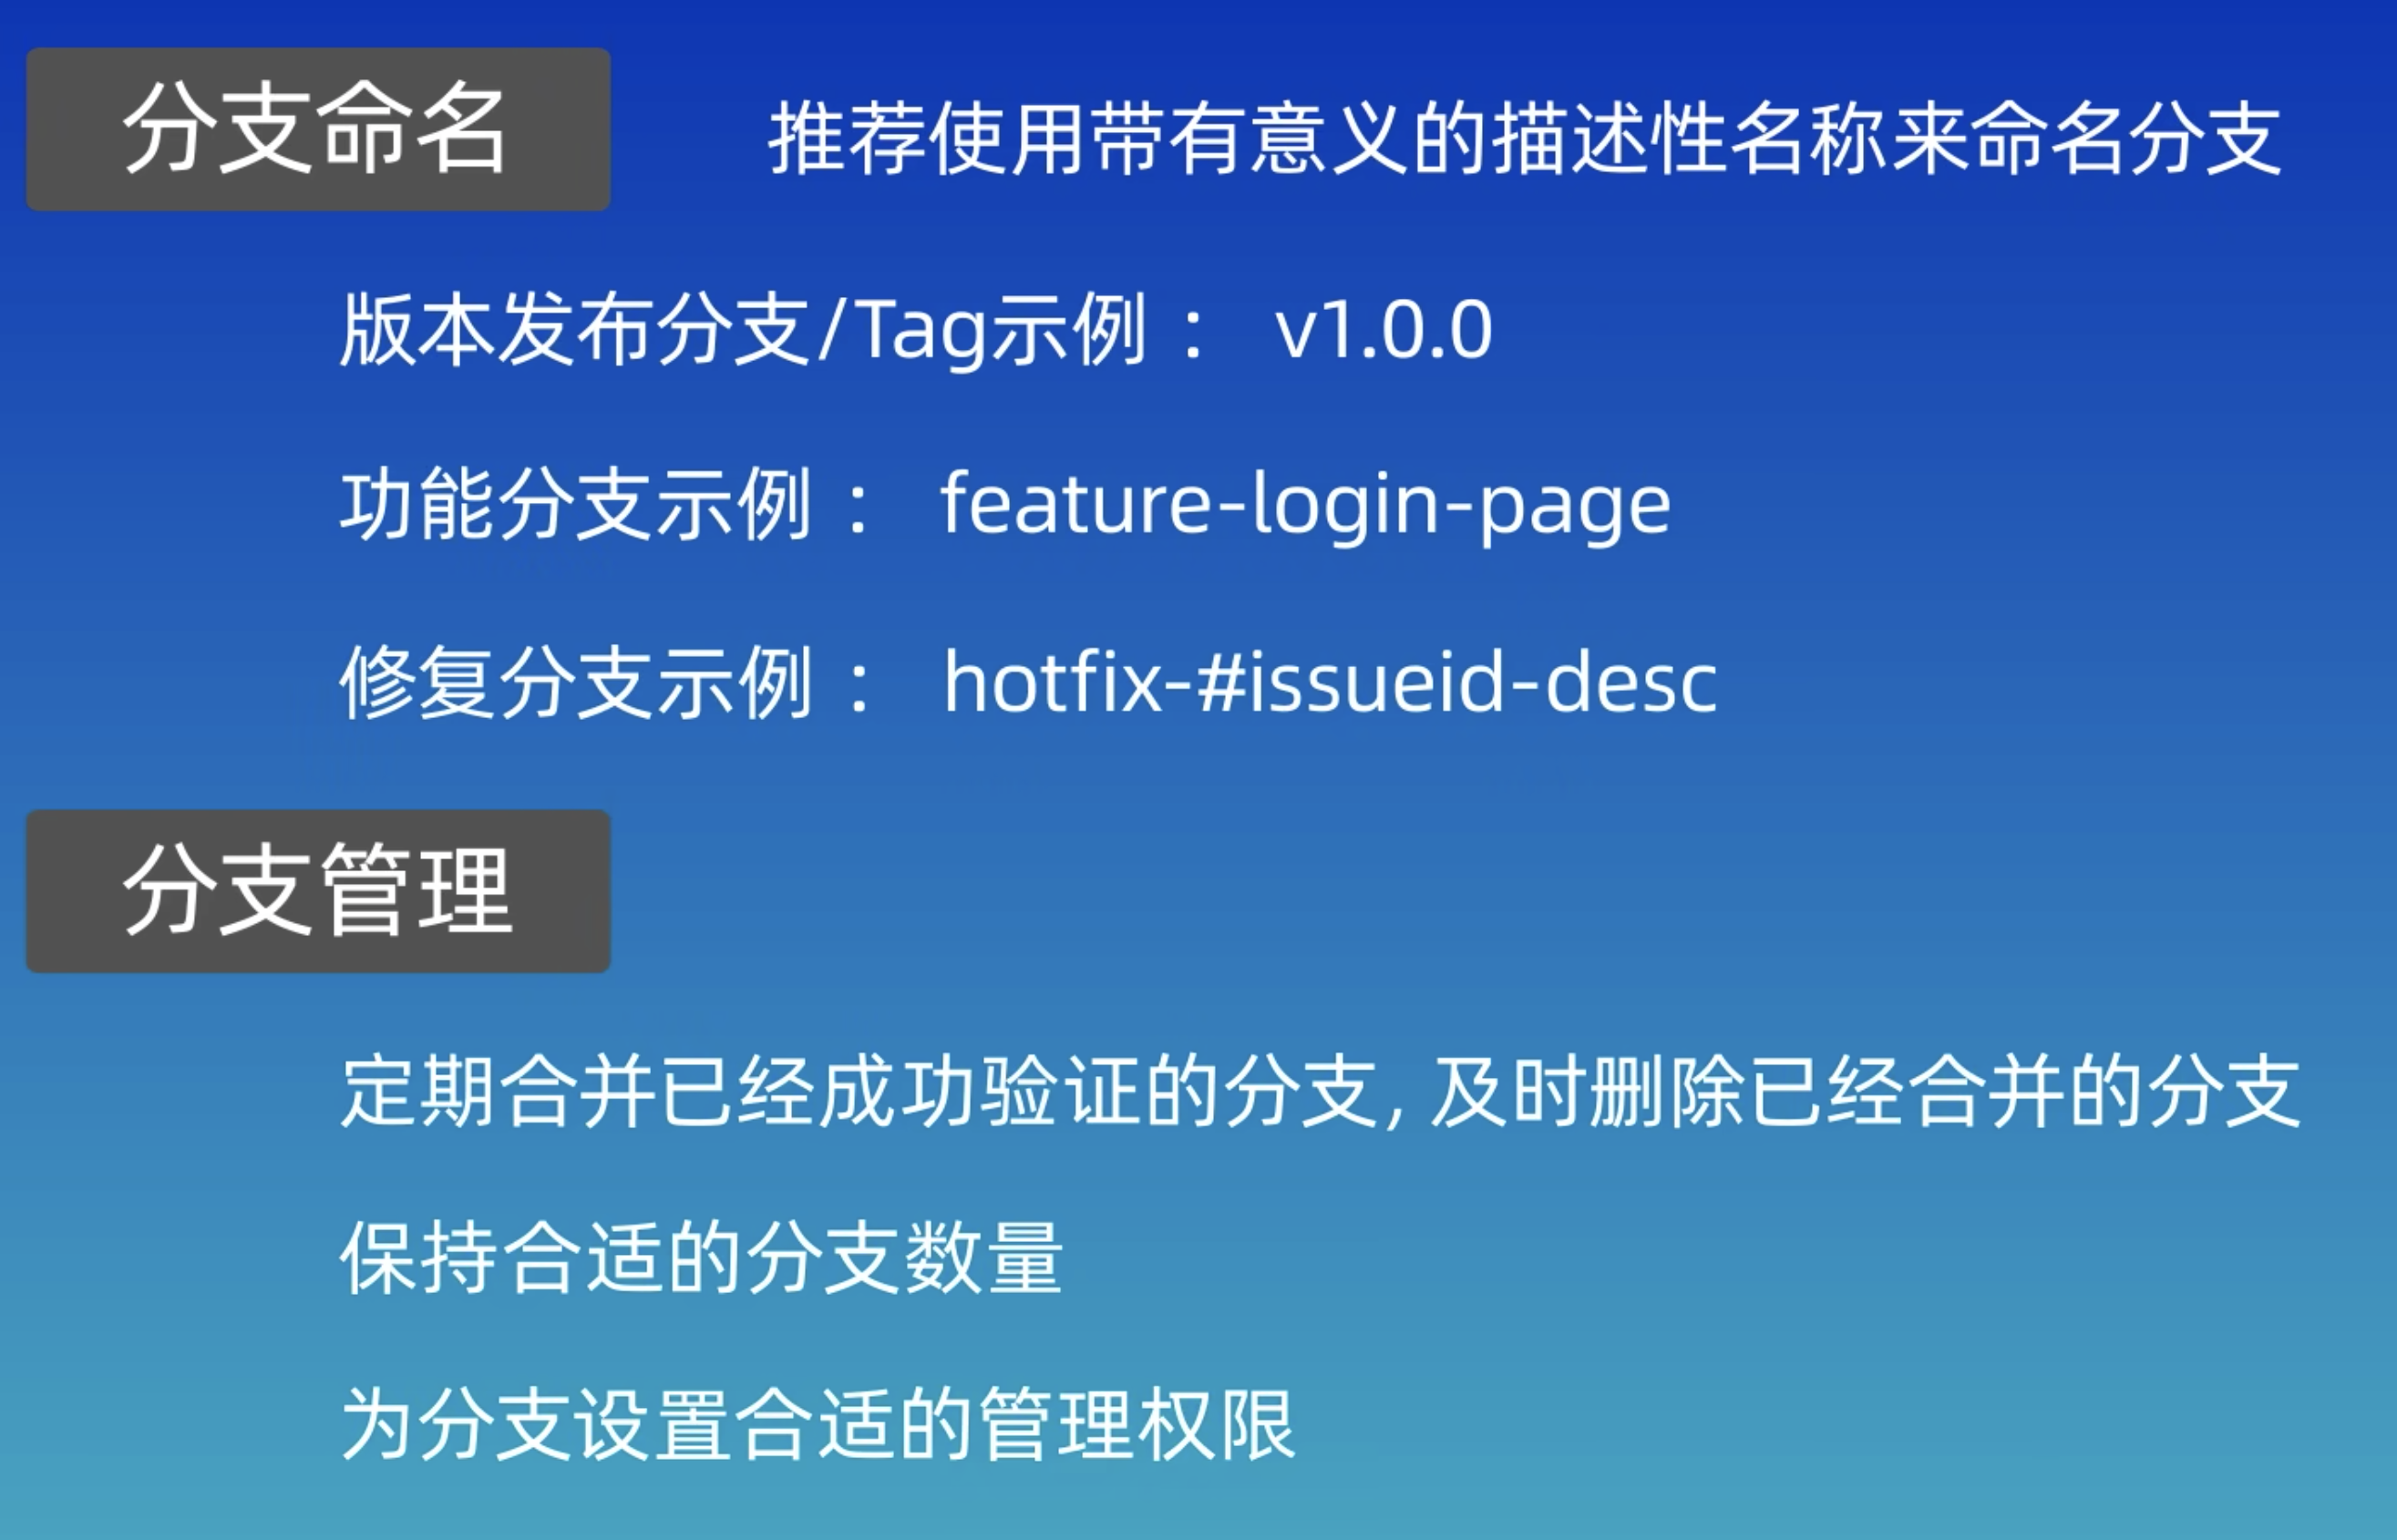 分支命名
推荐使用带有意义的描述性名称来命名分支
版本发布分支/Tag示例： v1.0.0
功能分支示例： feature-login-page
修复分支示例： hotfix-#issueid-desc
分支管理
定期合并已经成功验证的分支, 及时删除已经合并的分支
保持合适的分支数量
为分支设置合适的管理权限